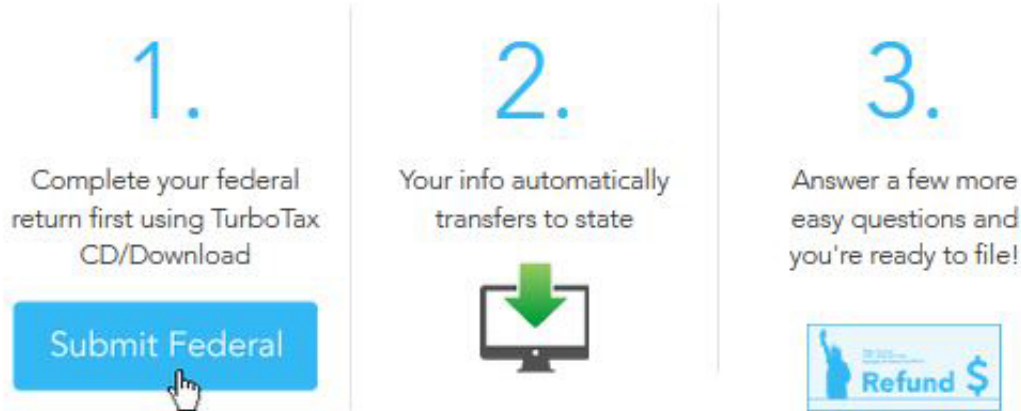 1.
Complete your federal
return first using TurboTax
CD/Download
Submit Federal
2.
Your info automatically
transfers to state
3.
Answer a few more
easy questions and
you're ready to file!
Refund $